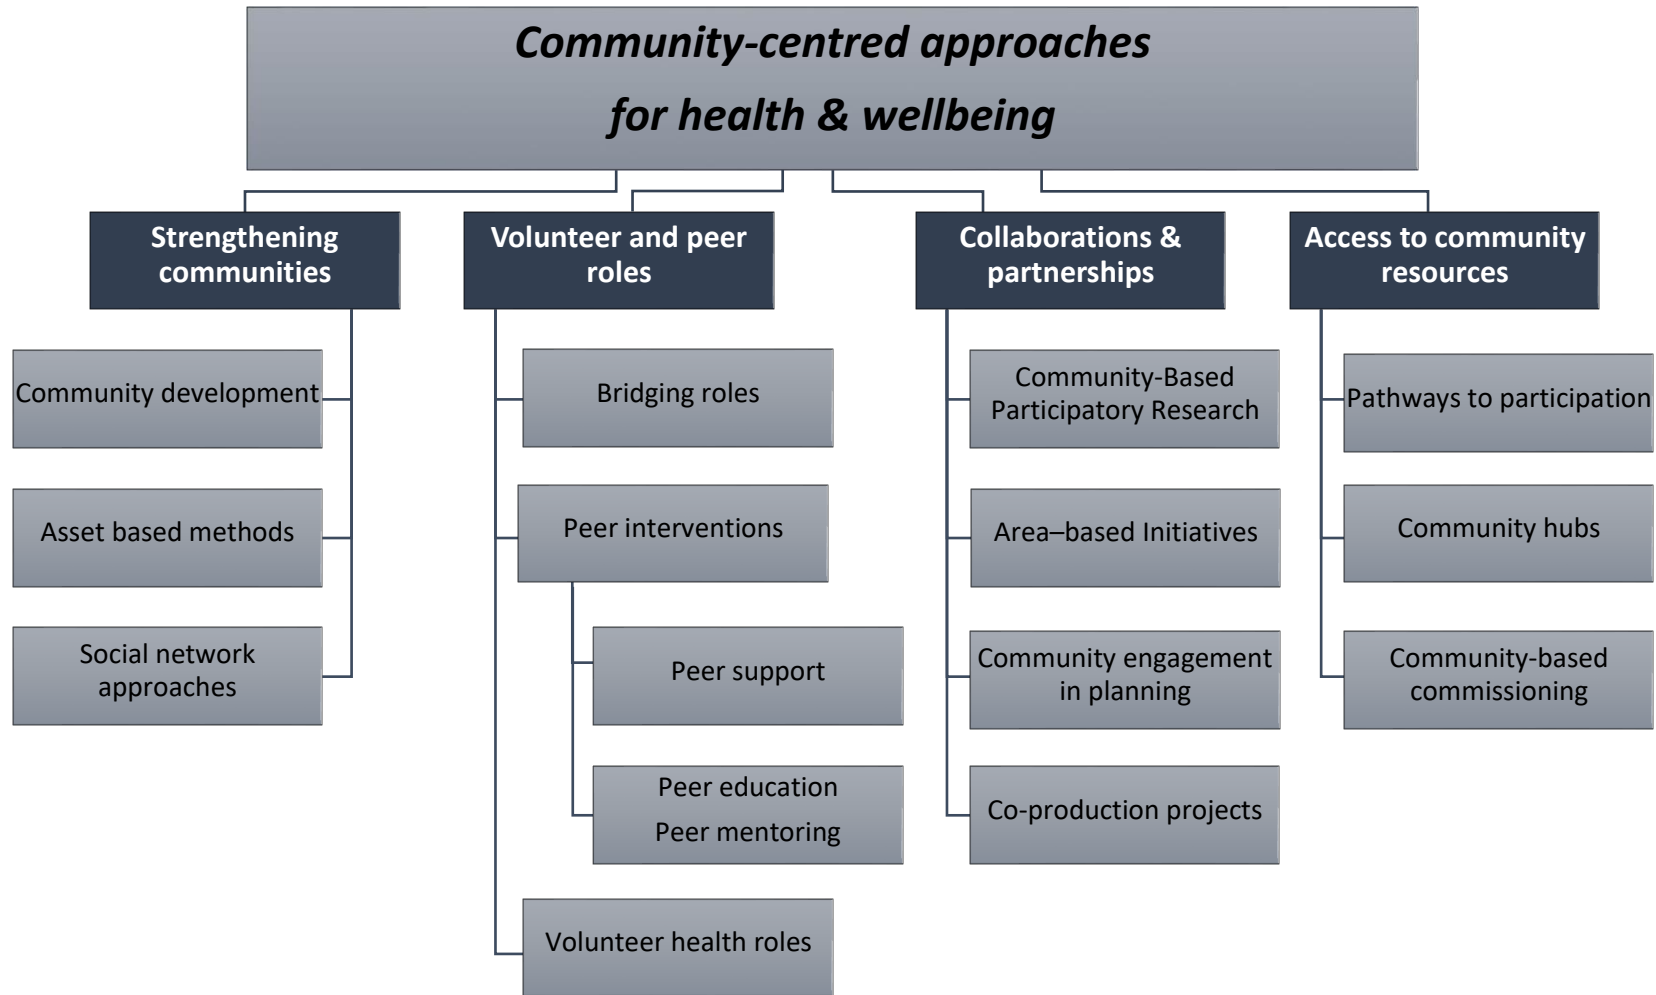 Community-centred approaches
for health & wellbeing
Strengthening
communities
Community development
Asset based methods
Social network
approaches
Volunteer and peer
roles
Bridging roles
Peer interventions
Peer support
Peer education
Peer mentoring
Volunteer health roles
Collaborations &
partnerships
Community-Based
Participatory Research
Area–based Initiatives
Community engagement
in planning
Co-production projects
Access to community
resources
Pathways to participation
Community hubs
Community-based
commissioning